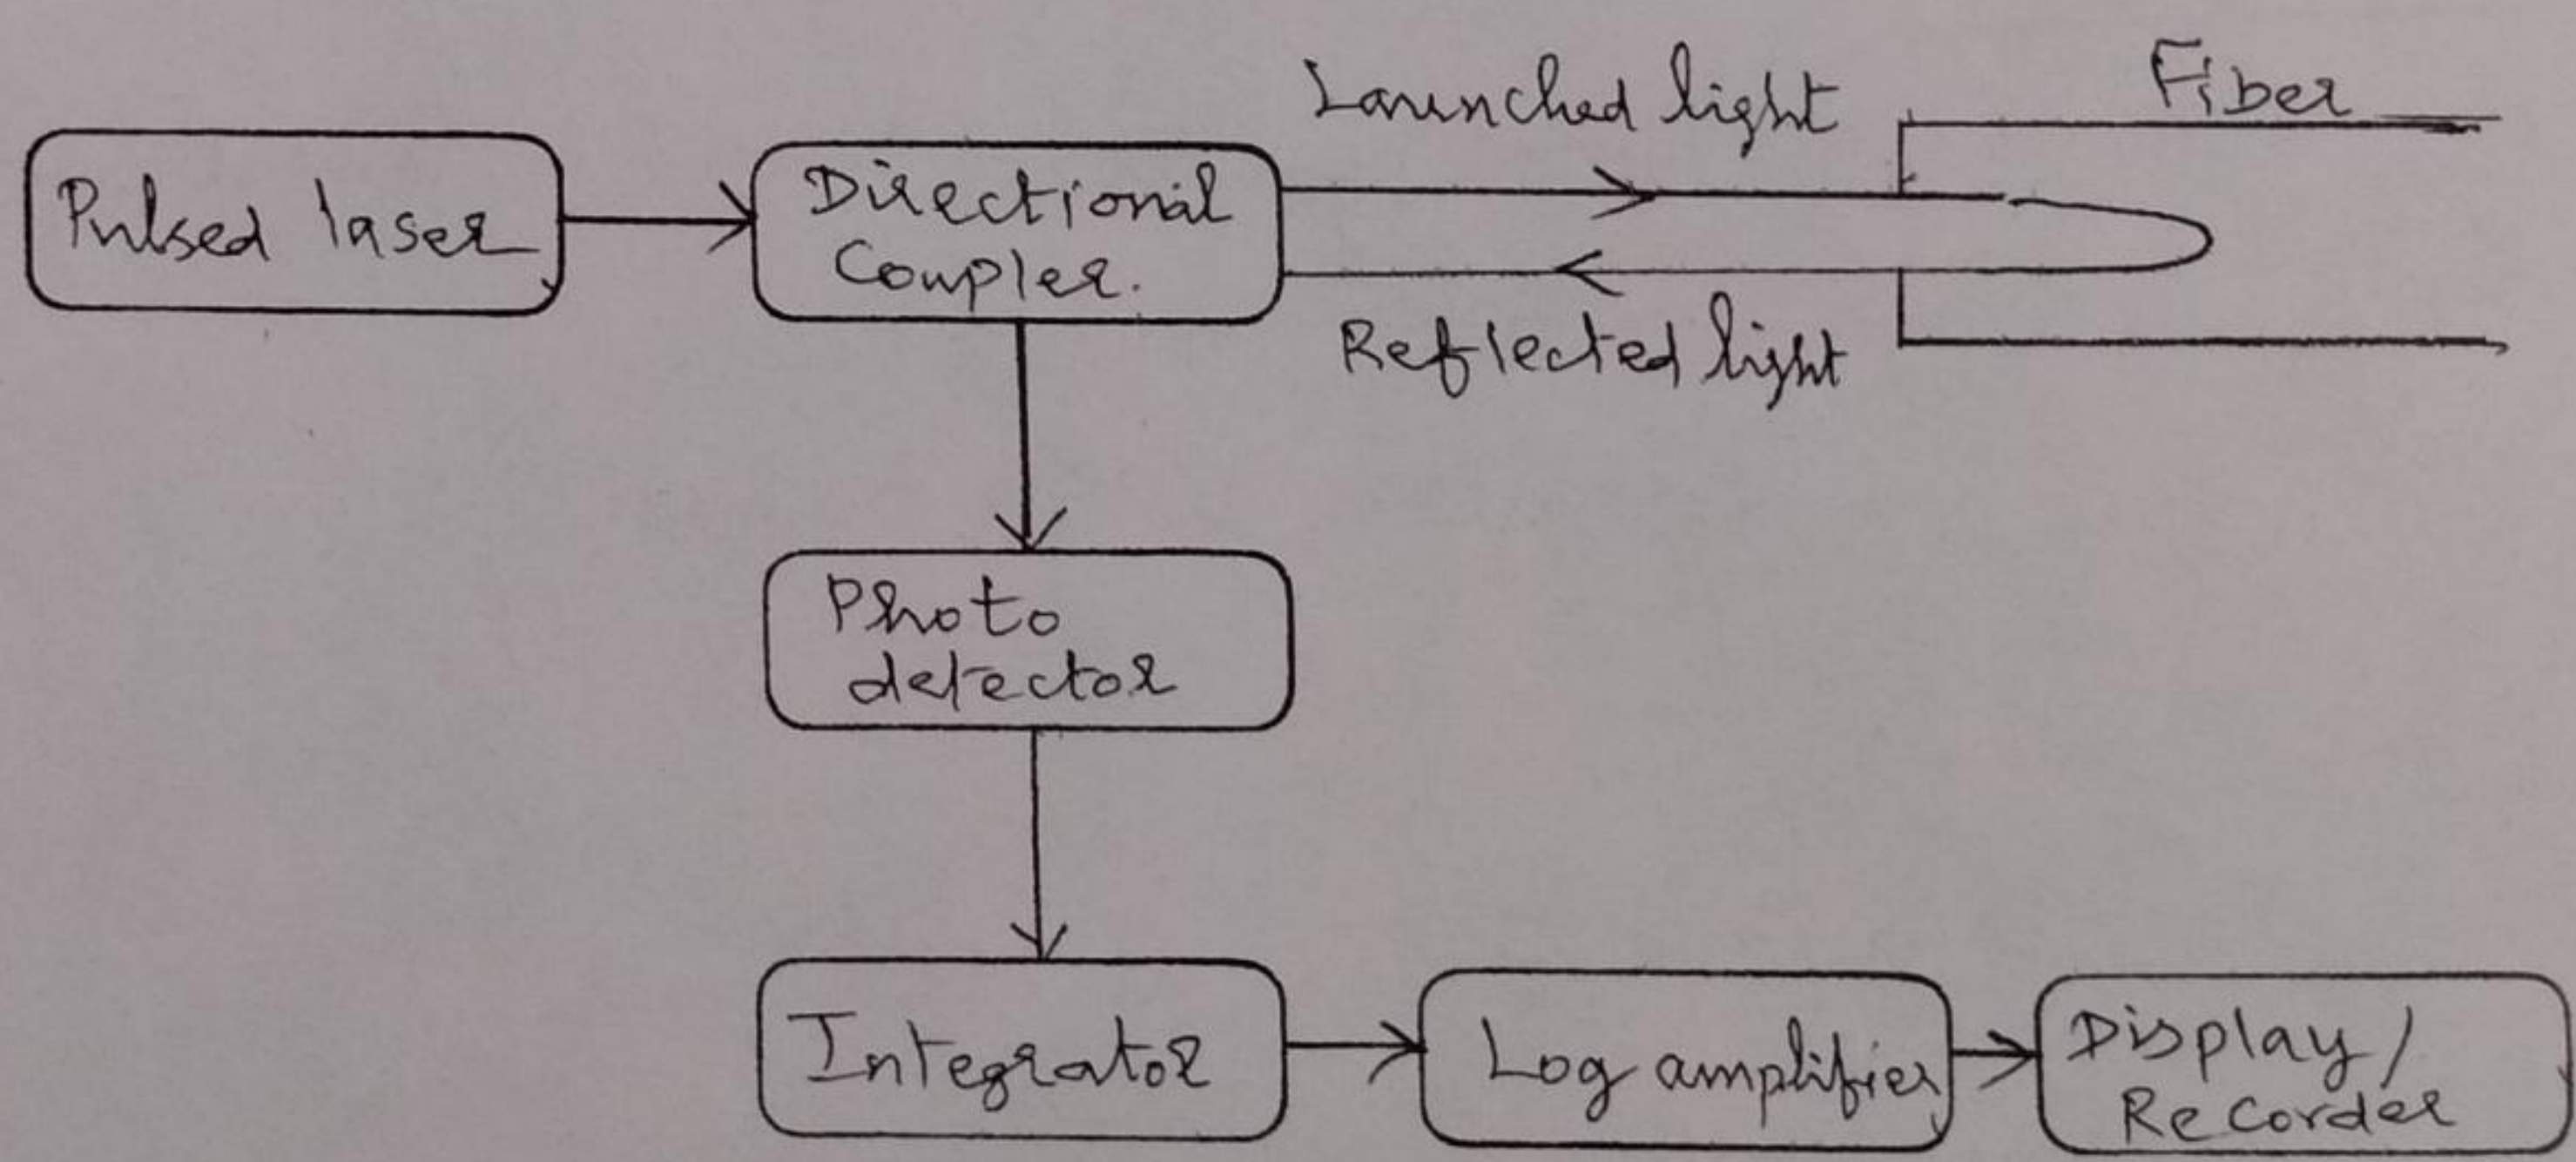 Launched light
Fiber
Pulsed laser
Directional
Coupler.
Reflected light
Photo
detector
Integrator
Log amplifier
Display/
Recorder